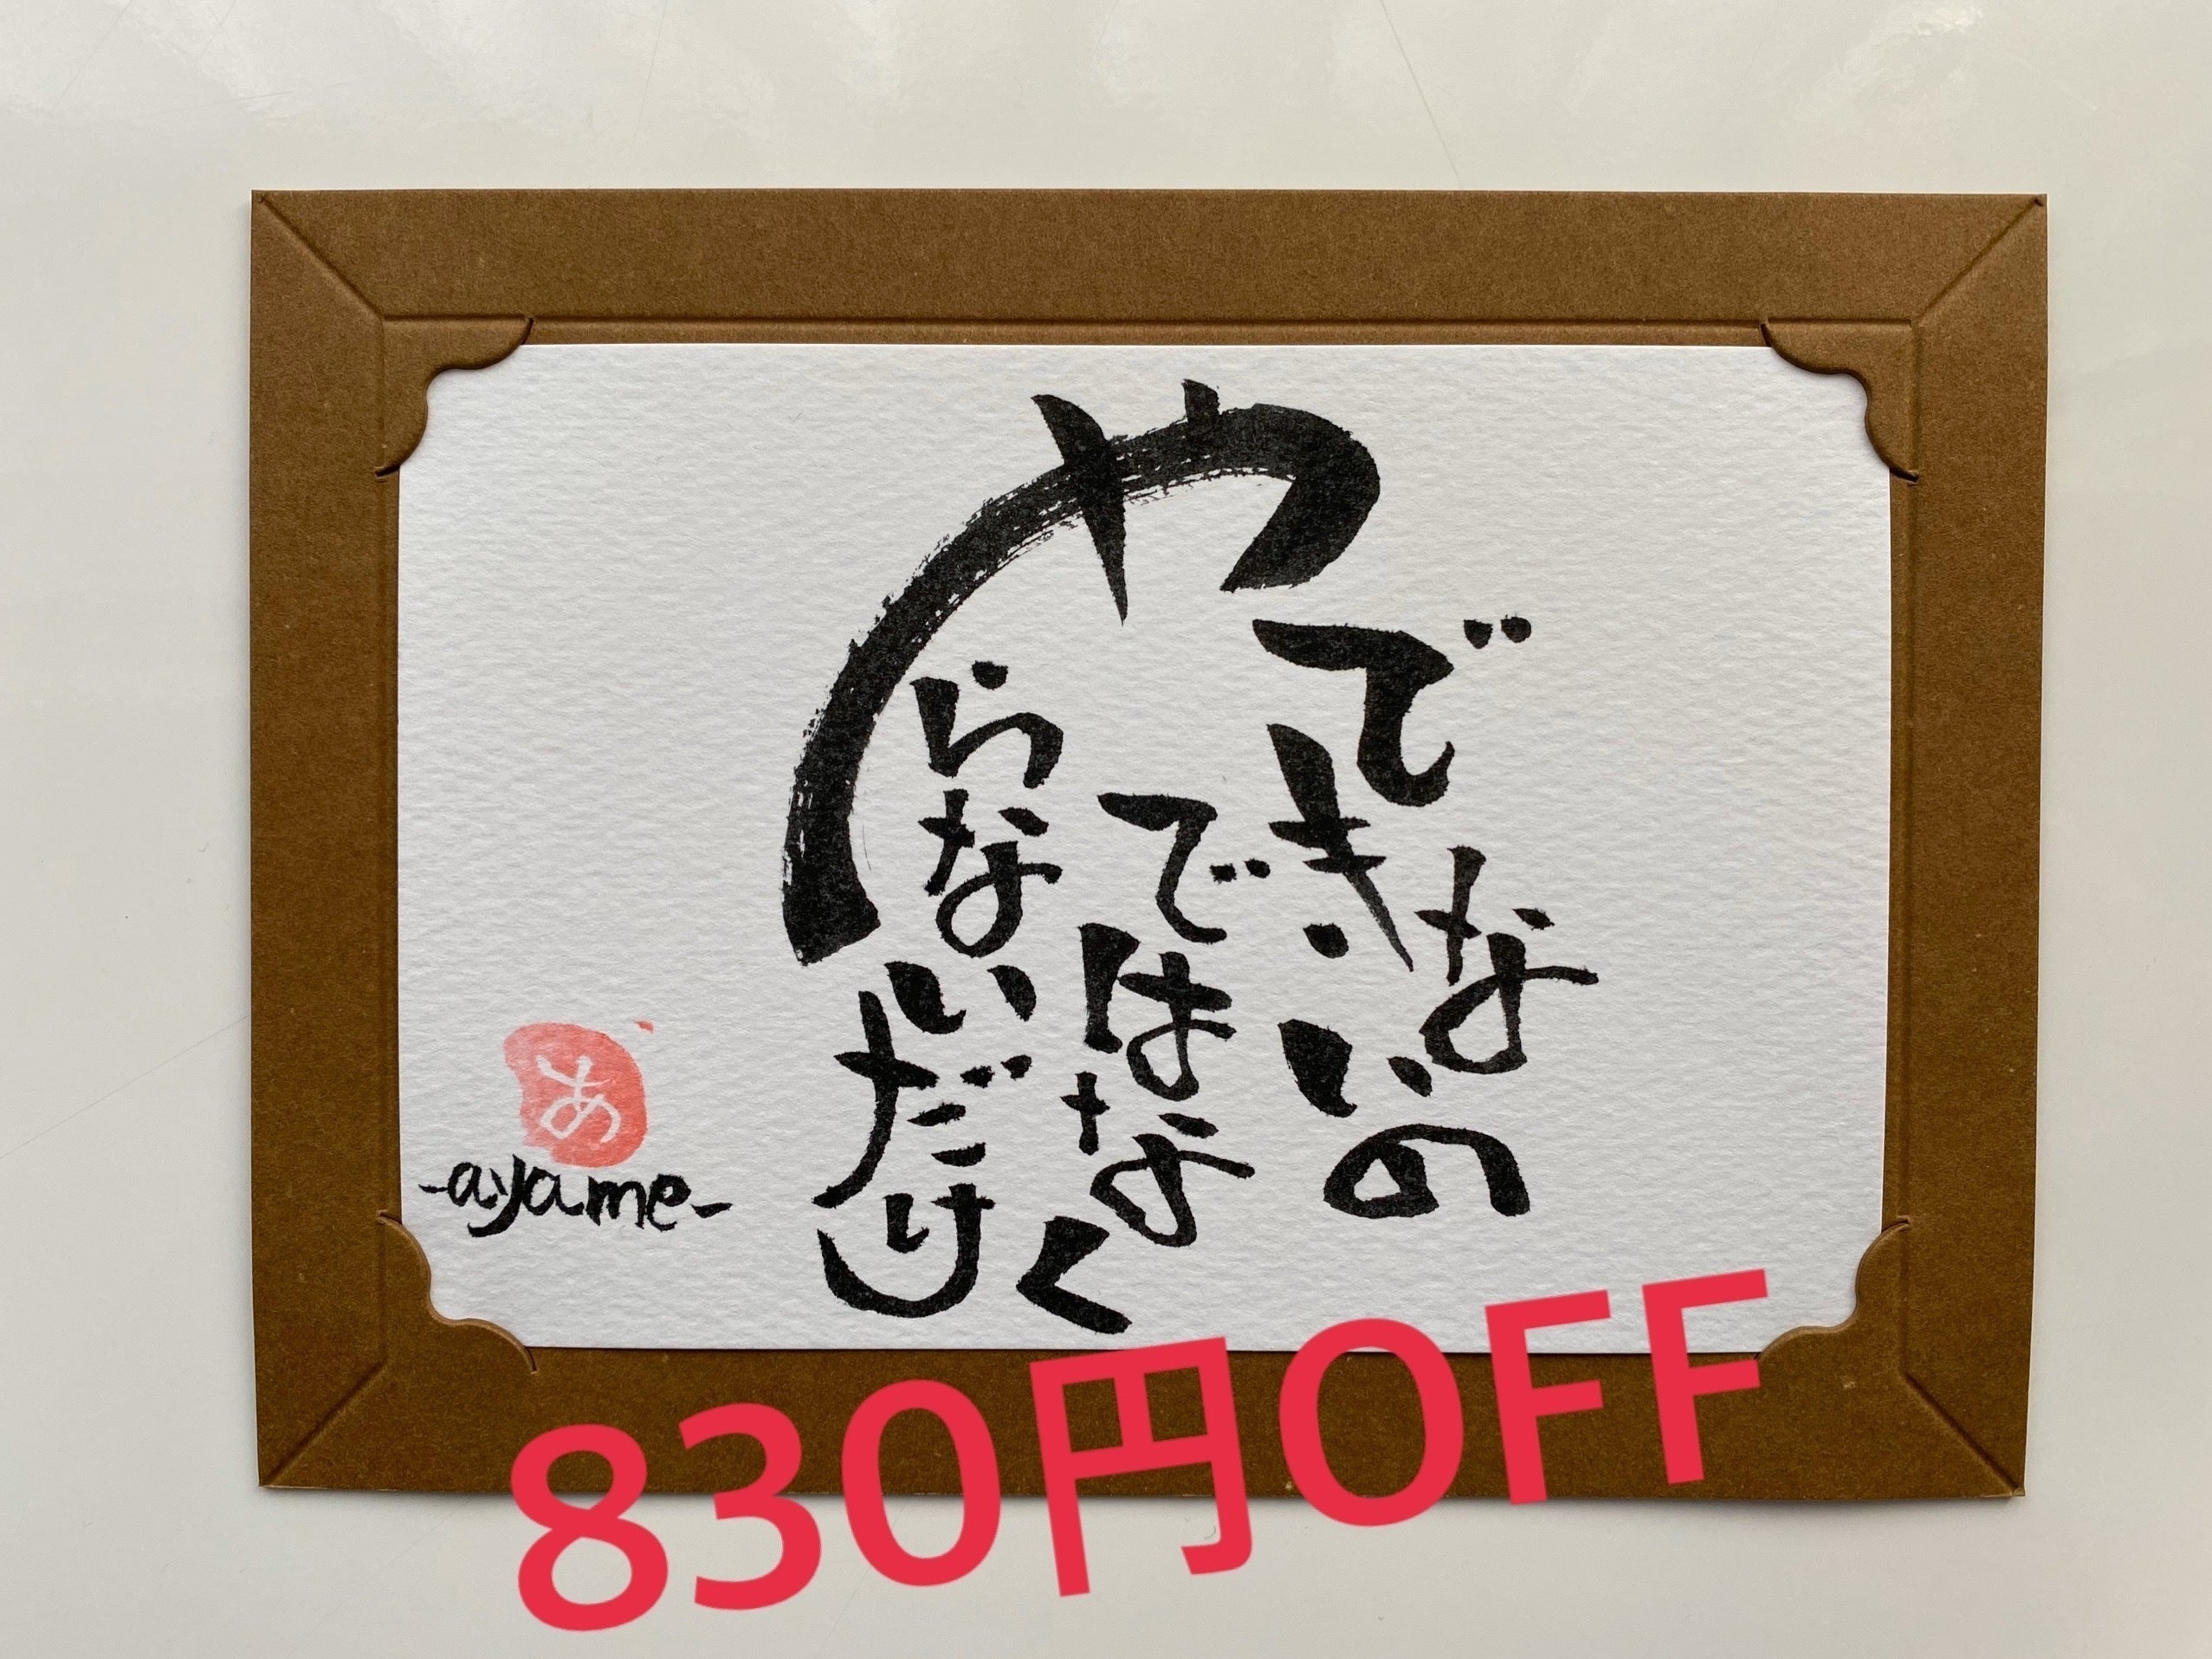 できないの
ではなく
やらないだけ
あ
-ayame-
830円OFF